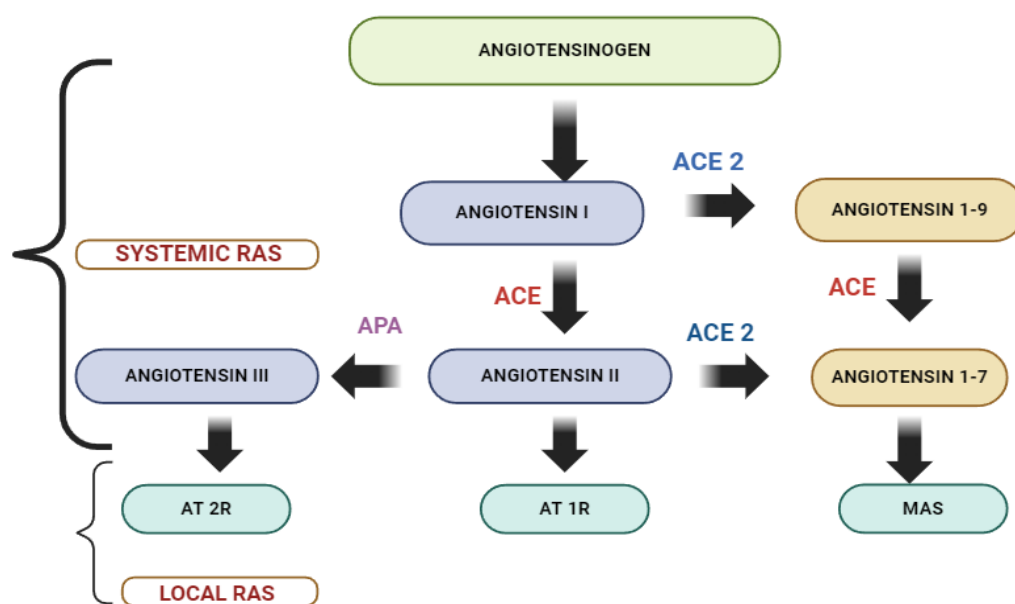 ANGIOTENSINOGEN
ACE 2
ANGIOTENSIN I
ANGIOTENSIN 1-9
SYSTEMIC RAS
ACE
ACE
APA
ACE 2
ANGIOTENSIN III
ANGIOTENSIN II
ANGIOTENSIN 1-7
AT 2R
AT 1R
MAS
LOCAL RAS